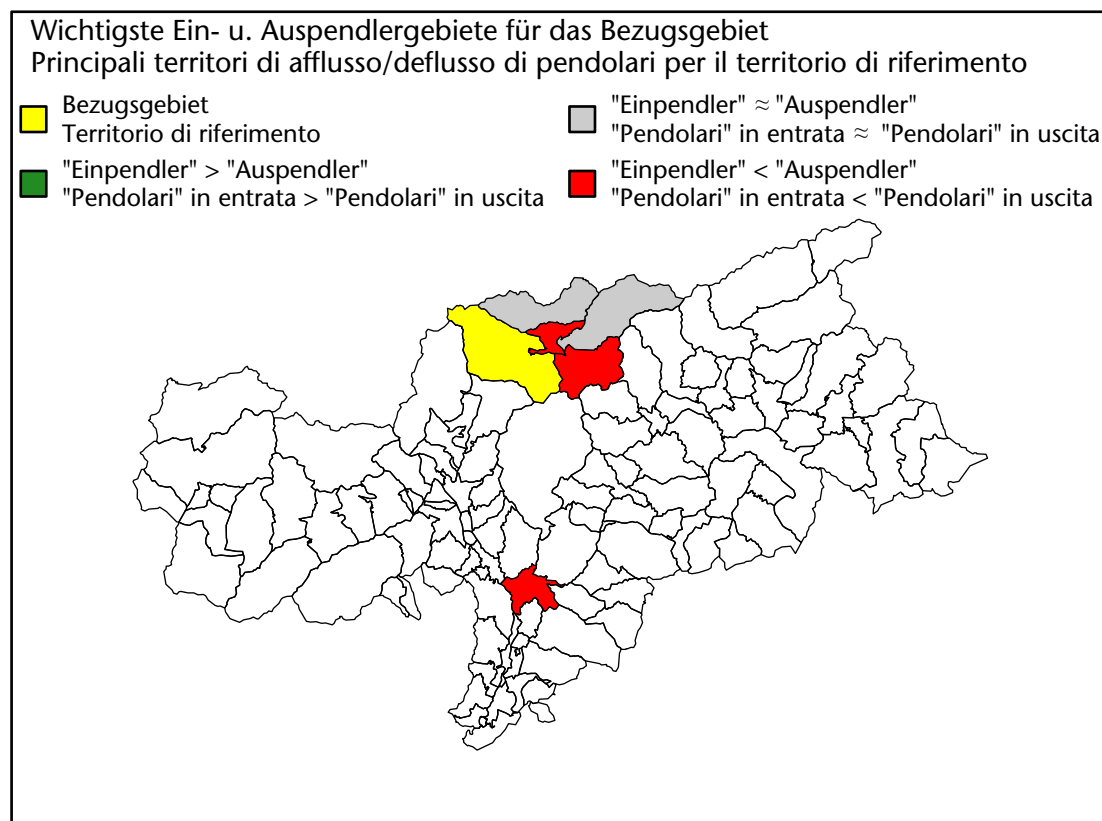 Wichtigste Ein- u. Auspendlergebiete für das Bezugsgebiet
Principali territori di afflusso/deflusso di pendolari per il territorio di riferimento
Bezugsgebiet
Territorio di riferimento
"Einpendler" > "Auspendler"
"Pendolari" in entrata > "Pendolari" in uscita
"Einpendler" ≈ "Auspendler"
"Pendolari" in entrata ≈ "Pendolari" in uscita
"Einpendler" < "Auspendler"
"Pendolari" in entrata < "Pendolari" in uscita